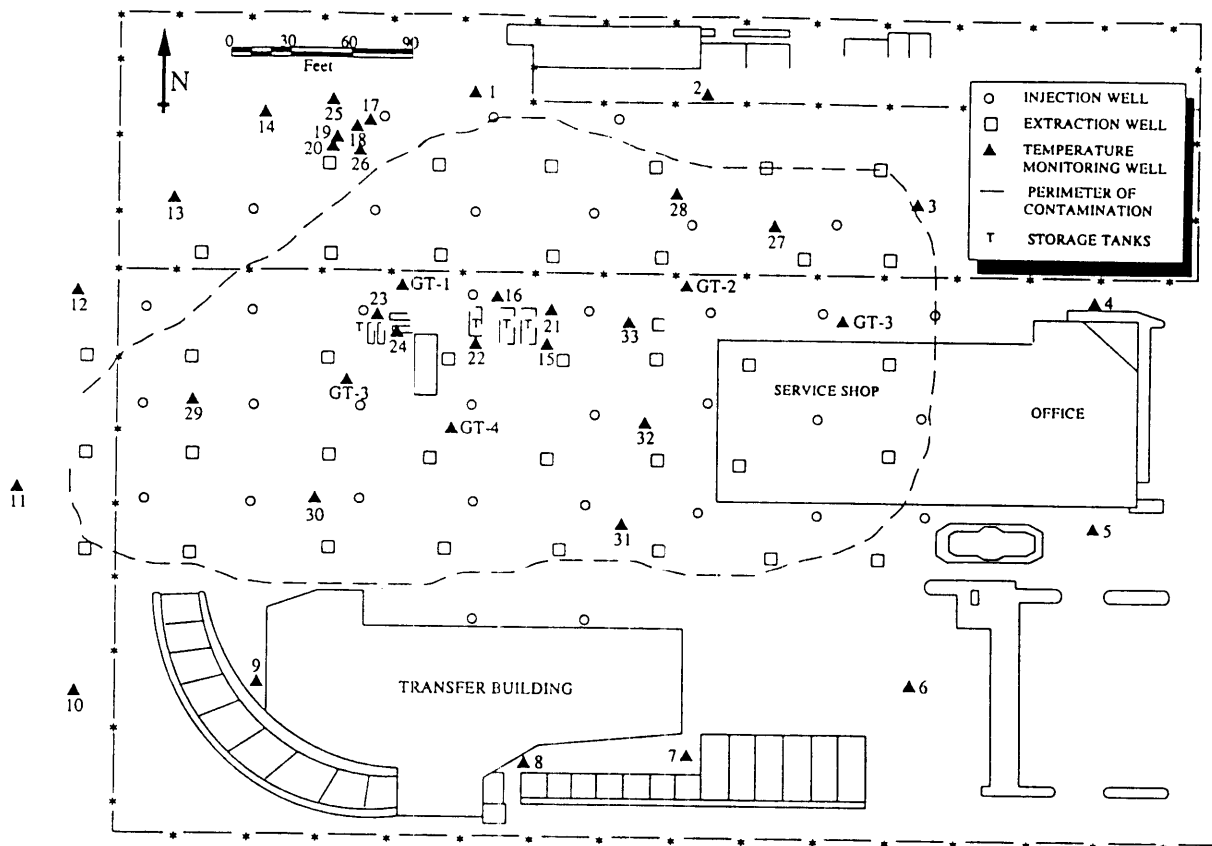 0 30 60 90
Feet
N
1
2
INJECTION WELL
EXTRACTION WELL
TEMPERATURE
MONITORING WELL
PERIMETER OF
CONTAMINATION
T STORAGE TANKS
25
17
14
19
18
20
26
13
28
3
27
12
GT-1
GT-2
23
16
4
T
T
T
T
21
33
GT-3
24
22
15
GT-3
SERVICE SHOP
29
OFFICE
GT-4
32
11
30
31
5
9
TRANSFER BUILDING
6
10
7
8